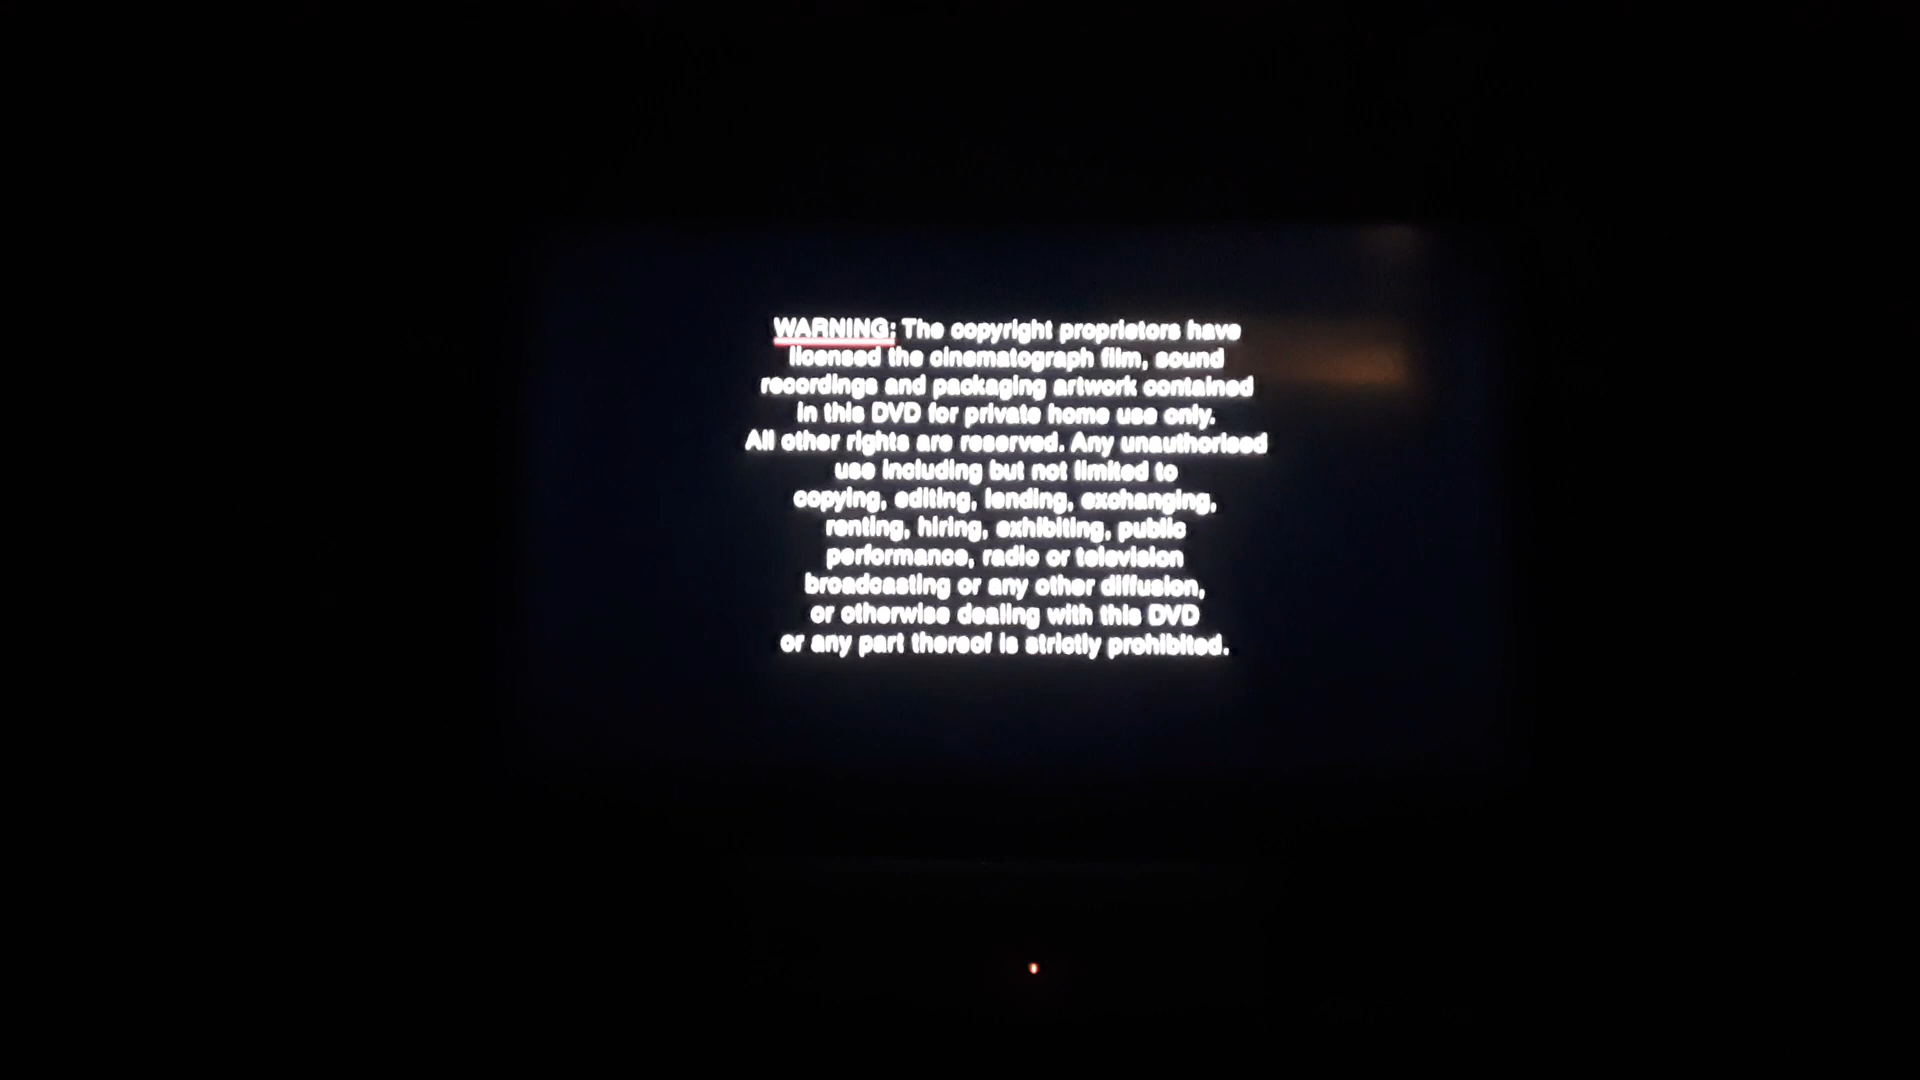 WARNING: The copyright proprietors have
licensed the cinematograph film, sound
recordings and packaging artwork contained
in this DVD for private home use only.
All other rights are reserved. Any unauthorised
use including but not limited to
copying, editing, lending, exchanging,
renting, hiring, exhibiting, public
performance, radio or television
broadcasting or any other diffusion,
or otherwise dealing with this DVD
or any part thereof is strictly prohibited.